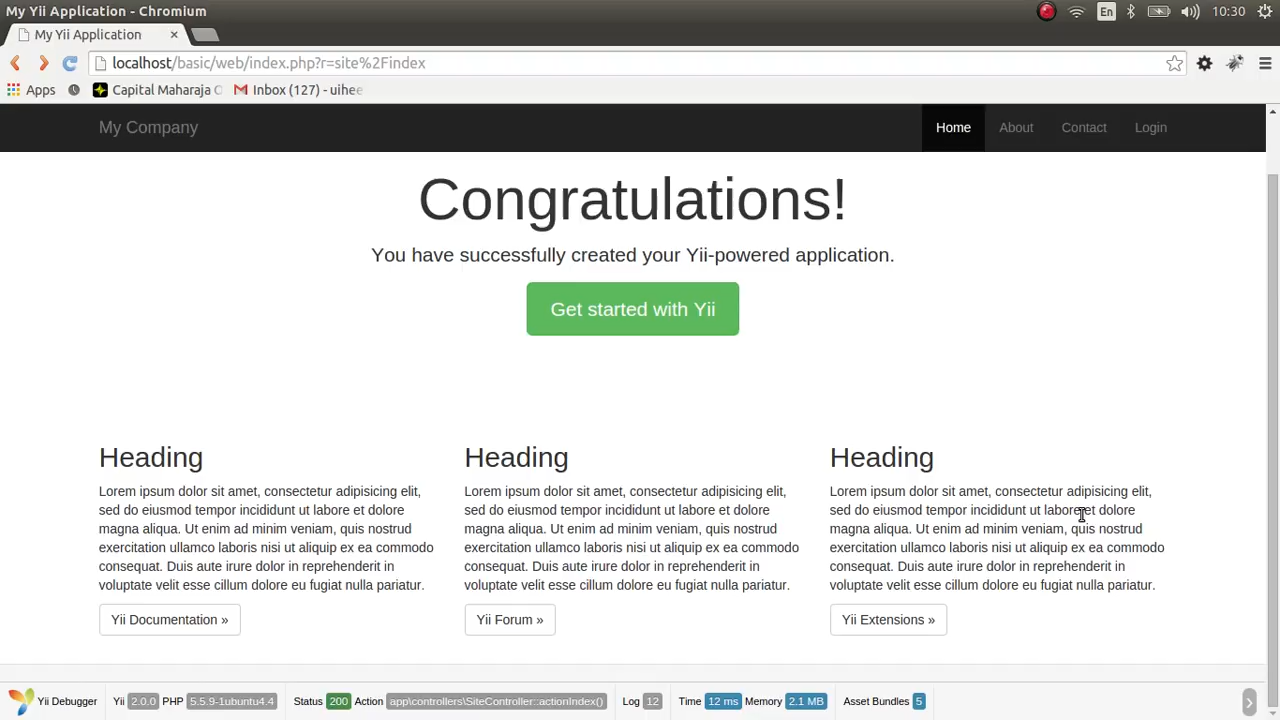 My Yii Application - Chromium
En
10:30
My Yii Application
localhost/basic/web/index.php?r=site%2Findex
Apps
Capital Maharaja
Inbox (127) - uihee
My Company
Home
About
Contact
Login
Congratulations!
You have successfully created your Yii-powered application.
Get started with Yii
Heading
Lorem ipsum dolor sit amet, consectetur adipisicing elit,
sed do eiusmod tempor incididunt ut labore et dolore
magna aliqua. Ut enim ad minim veniam, quis nostrud
exercitation ullamco laboris nisi ut aliquip ex ea commodo
consequat. Duis aute irure dolor in reprehenderit in
voluptate velit esse cillum dolore eu fugiat nulla pariatur.
Yii Documentation »
Heading
Lorem ipsum dolor sit amet, consectetur adipisicing elit,
sed do eiusmod tempor incididunt ut labore et dolore
magna aliqua. Ut enim ad minim veniam, quis nostrud
exercitation ullamco laboris nisi ut aliquip ex ea commodo
consequat. Duis aute irure dolor in reprehenderit in
voluptate velit esse cillum dolore eu fugiat nulla pariatur.
Yii Forum »
Heading
Lorem ipsum dolor sit amet, consectetur adipisicing elit,
sed do eiusmod tempor incididunt ut labore et dolore
magna aliqua. Ut enim ad minim veniam, quis nostrud
exercitation ullamco laboris nisi ut aliquip ex ea commodo
consequat. Duis aute irure dolor in reprehenderit in
voluptate velit esse cillum dolore eu fugiat nulla pariatur.
Yii Extensions »
Yii Debugger
Yii 2.0.0 PHP 5.5.9-1ubuntu4.4
Status 200 Action app\controllers\SiteController::actionIndex()
Log 12
Time 12 ms Memory 2.1 MB
Asset Bundles 5